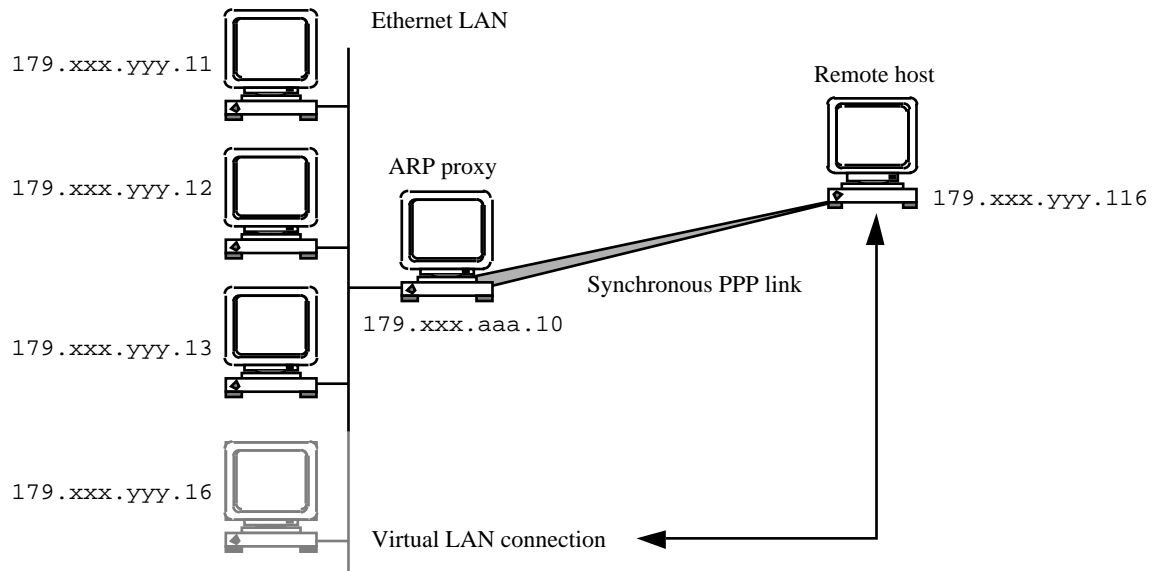 Ethernet LAN
179.xxx.yyy.11
Remote host
179.xxx.yyy.12
ARP proxy
179.xxx.yyy.116
Synchronous PPP link
179.xxx.aaa.10
179.xxx.yyy.13
179.xxx.yyy.16
Virtual LAN connection